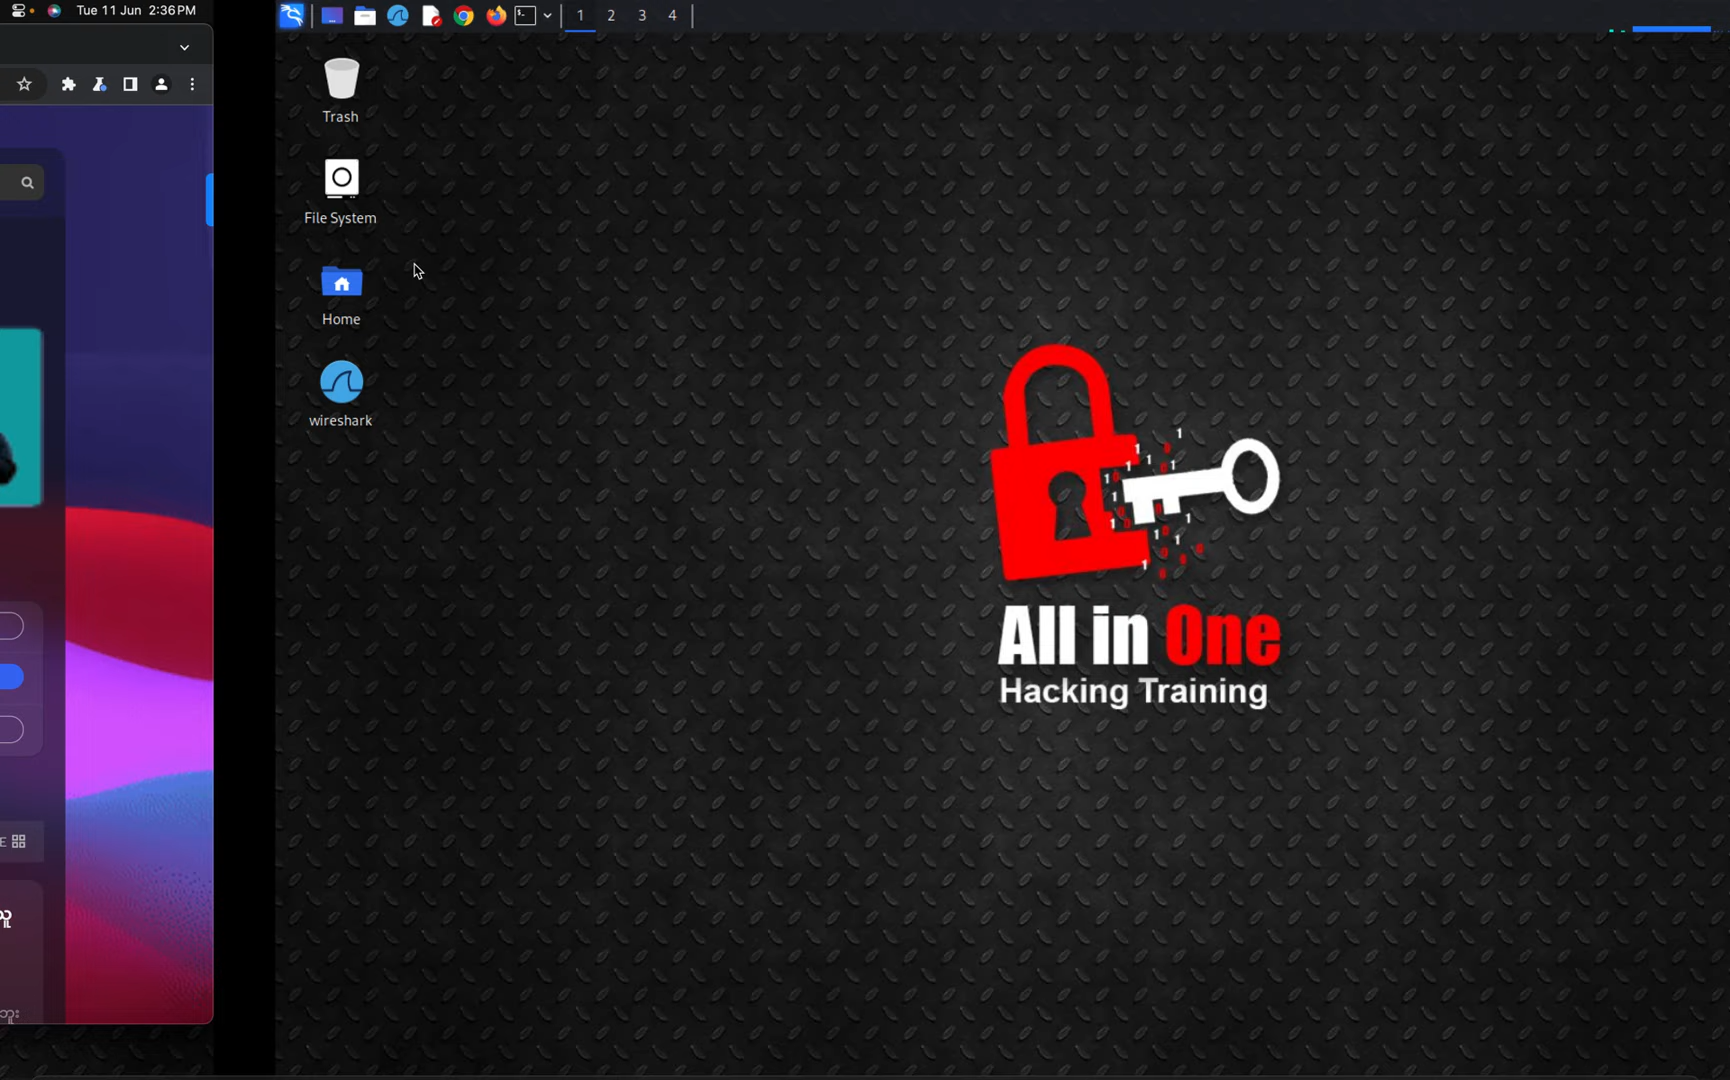 Tue 11 Jun 2:36PM
1 2 3 4
Trash
File System
Home
wireshark
All in One
Hacking Training
E